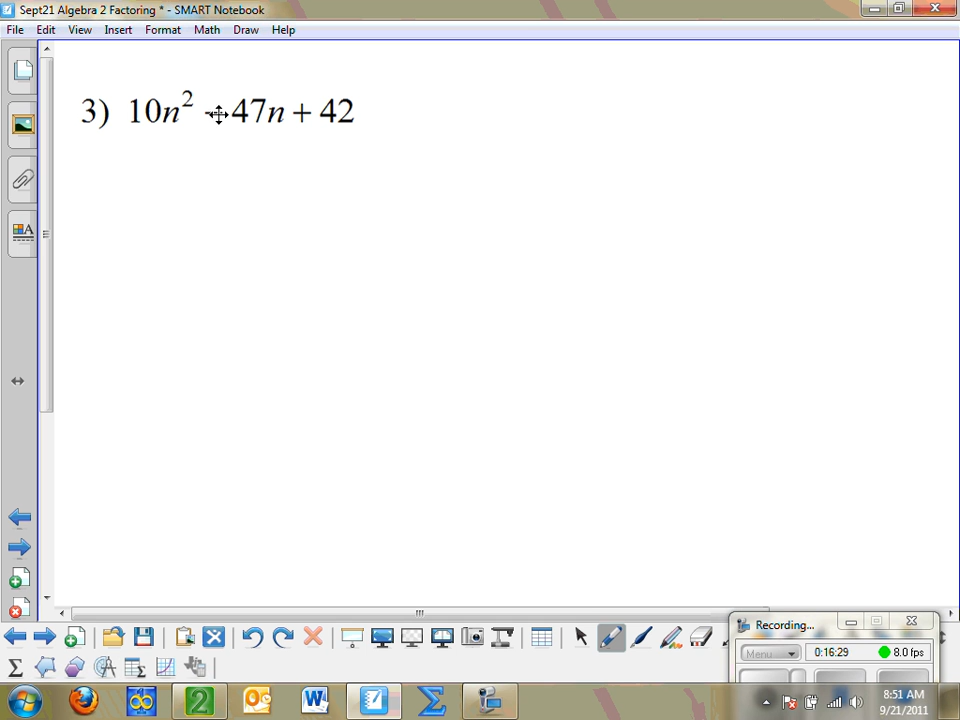 Sept21 Algebra 2 Factoring * - SMART Notebook
File Edit View Insert Format Math Draw Help
3) 10n² - 47n + 42
Recording...
Menu 0:16:29 8.0 fps
8:51 AM
9/21/2011